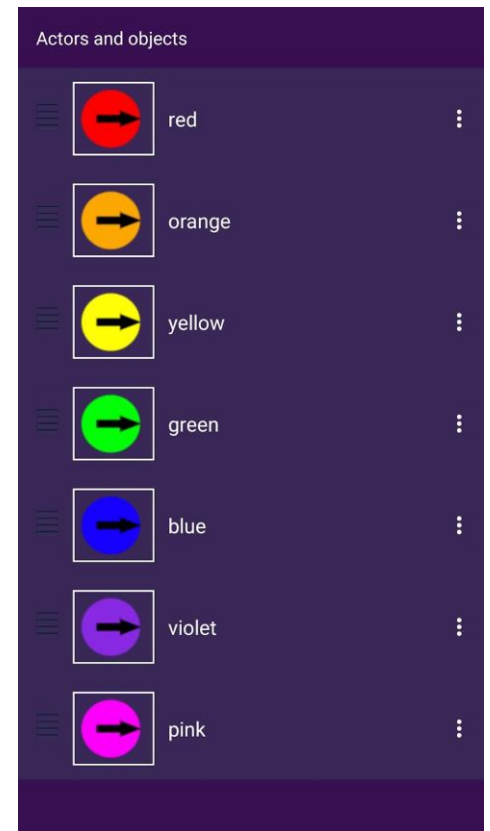 Actors and objects
red
orange
yellow
green
blue
violet
pink